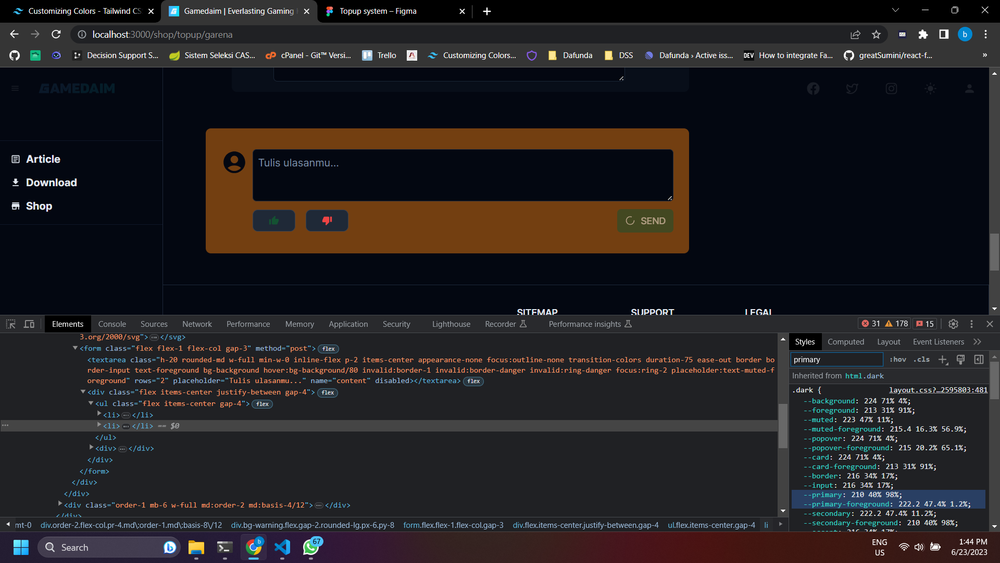 Customizing Colors - Tailwind CS
Gamedaim | Everlasting Gaming
Topup system – Figma
localhost:3000/shop/topup/garena
Decision Support S...
Sistem Seleksi CAS...
cPanel - Git™ Versi...
Trello
Customizing Colors...
Dafunda
DSS
Dafunda › Active iss...
How to integrate Fa...
greatSumini/react-f...
GAMEDAIM
Article
Download
Shop
Tulis ulasanmu...
SEND
SITEMAP
SUPPORT
LEGAL
Elements
Console
Sources
Network
Performance
Memory
Application
Security
Lighthouse
Recorder
Performance insights
31
178
15
3.org/2000/svg">…</svg>
<form class="flex flex-1 flex-col gap-3" method="post"> flex
<textarea class="h-20 rounded-md w-full min-w-0 inline-flex p-2 items-center appearance-none focus:outline-none transition-colors duration-75 ease-out border bor
der-input text-foreground bg-background hover:bg-background/80 invalid:border-1 invalid:border-danger invalid:ring-danger focus:ring-2 placeholder:text-muted-f
oreground" rows="2" placeholder="Tulis ulasanmu..." name="content" disabled></textarea> flex
<div class="flex items-center justify-between gap-4"> flex
<ul class="flex items-center gap-4"> flex
<li>…</li>
<li>…</li> == $0
</ul>
<div>…</div>
</div>
</form>
</div>
</div>
<div class="order-1 mb-6 w-full md:order-2 md:basis-4/12">…</div>
</div>
mt-0
div.order-2.flex-col.pr-4.md\:order-1.md\:basis-8\/12
div.bg-warning.flex.gap-2.rounded-lg.px-6.py-8
form.flex.flex-1.flex-col.gap-3
div.flex.items-center.justify-between.gap-4
ul.flex.items-center.gap-4
li
Styles
Computed
Layout
Event Listeners
primary
:hov .cls
Inherited from html.dark
.dark {
layout.css?…2595803:481
--background: 224 71% 4%;
--foreground: 213 31% 91%;
--muted: 223 47% 11%;
--muted-foreground: 215.4 16.3% 56.9%;
--popover: 224 71% 4%;
--popover-foreground: 215 20.2% 65.1%;
--card: 224 71% 4%;
--card-foreground: 213 31% 91%;
--border: 216 34% 17%;
--input: 216 34% 17%;
--primary: 210 40% 98%;
--primary-foreground: 222.2 47.4% 1.2%;
--secondary: 222.2 47.4% 11.2%;
--secondary-foreground: 210 40% 98%;
Search
67
ENG
US
1:44 PM
6/23/2023